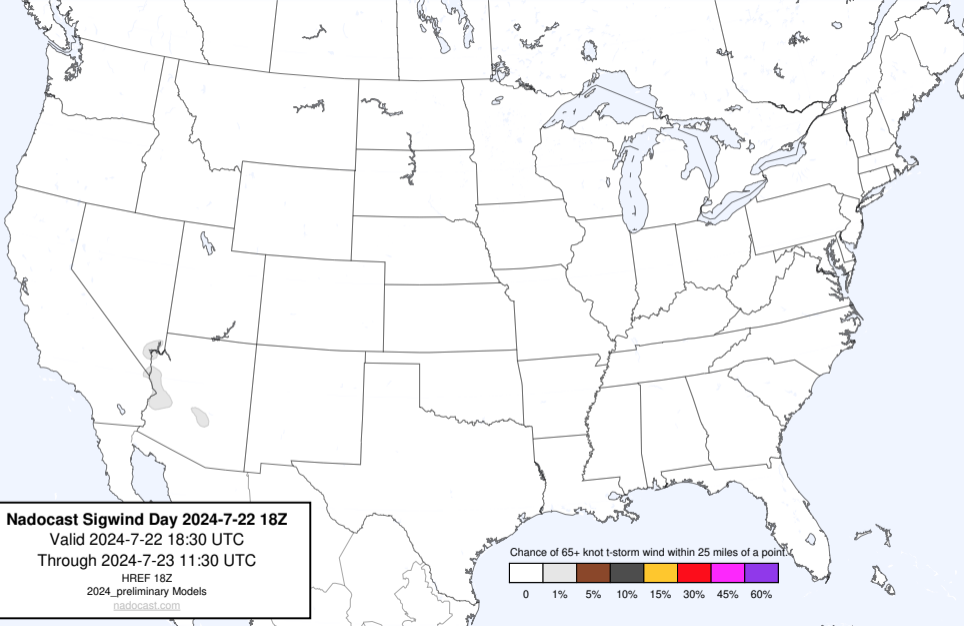 Nadocast Sigwind Day 2024-7-22 18Z
Valid 2024-7-22 18:30 UTC
Through 2024-7-23 11:30 UTC
HREF 18Z
2024_preliminary Models
nadocast.com
Chance of 65+ knot t-storm wind within 25 miles of a point.
0 1% 5% 10% 15% 30% 45% 60%